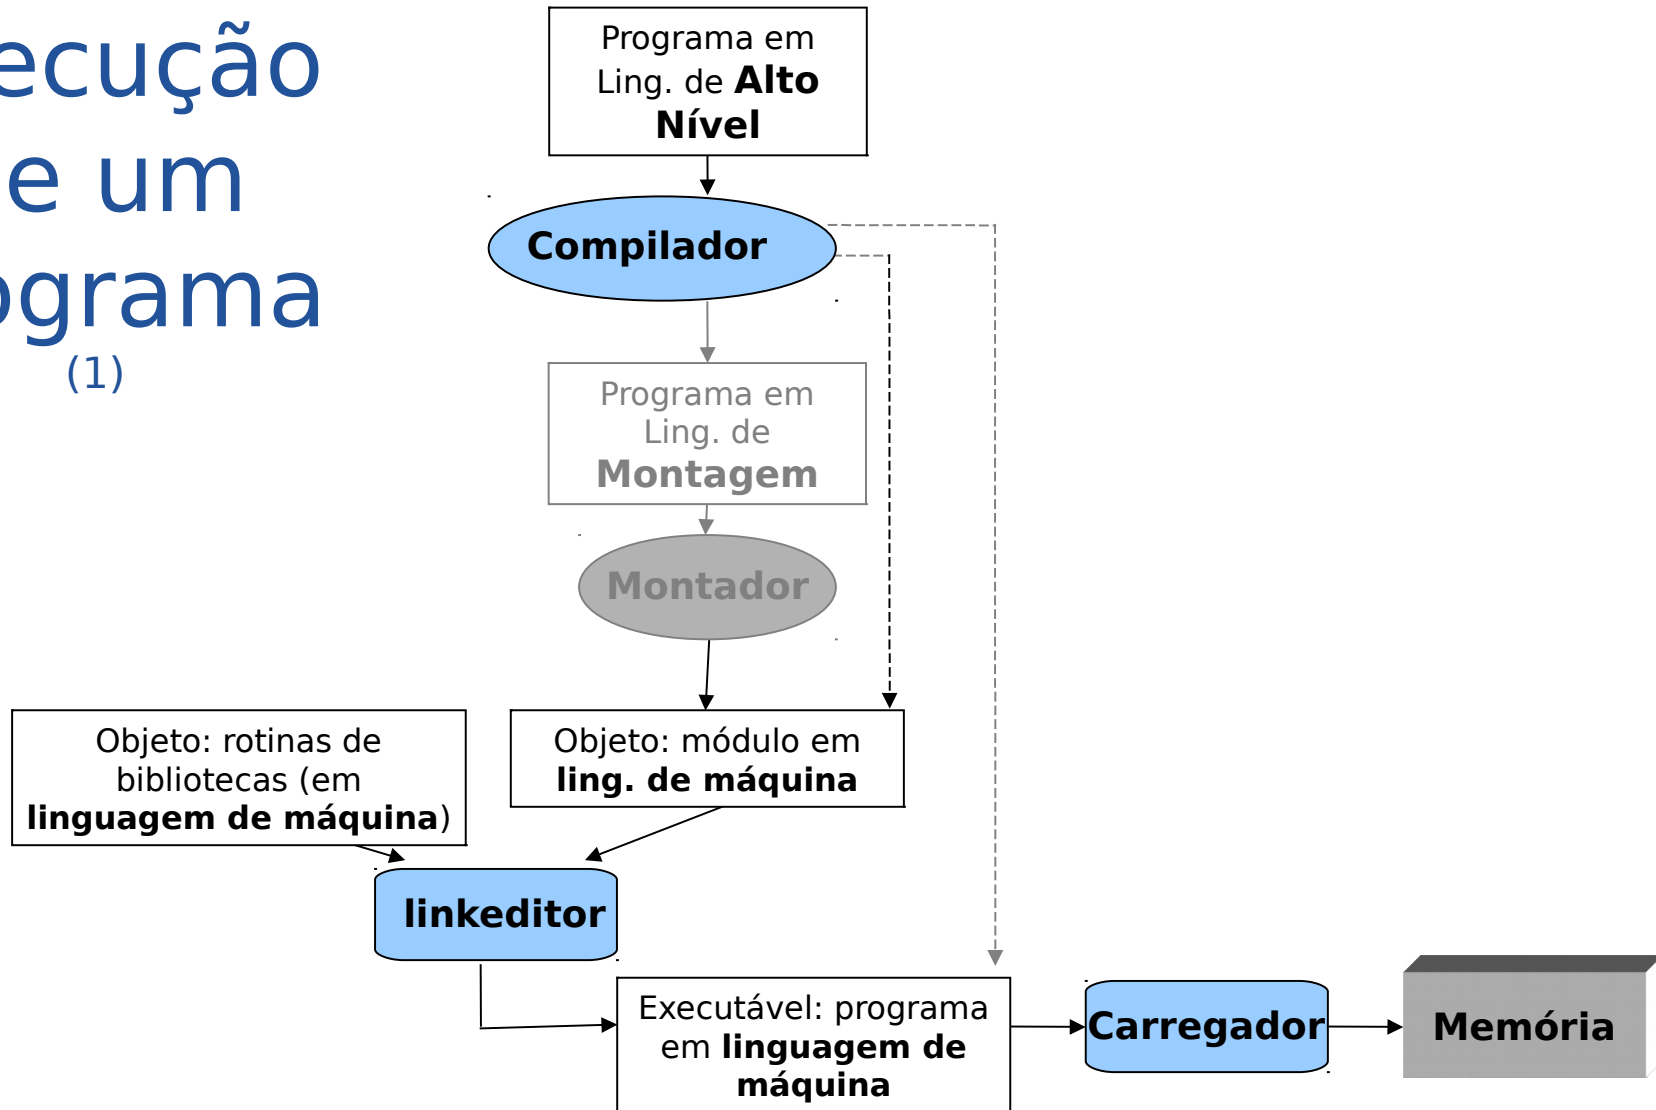 ecução
e um
ograma
(1)
Programa em
Ling. de Alto
Nível
Compilador
Programa em
Ling. de
Montagem
Montador
Objeto: rotinas de
bibliotecas (em
linguagem de máquina)
Objeto: módulo em
ling. de máquina
linkeditor
Executável: programa
em linguagem de
máquina
Carregador
Memória